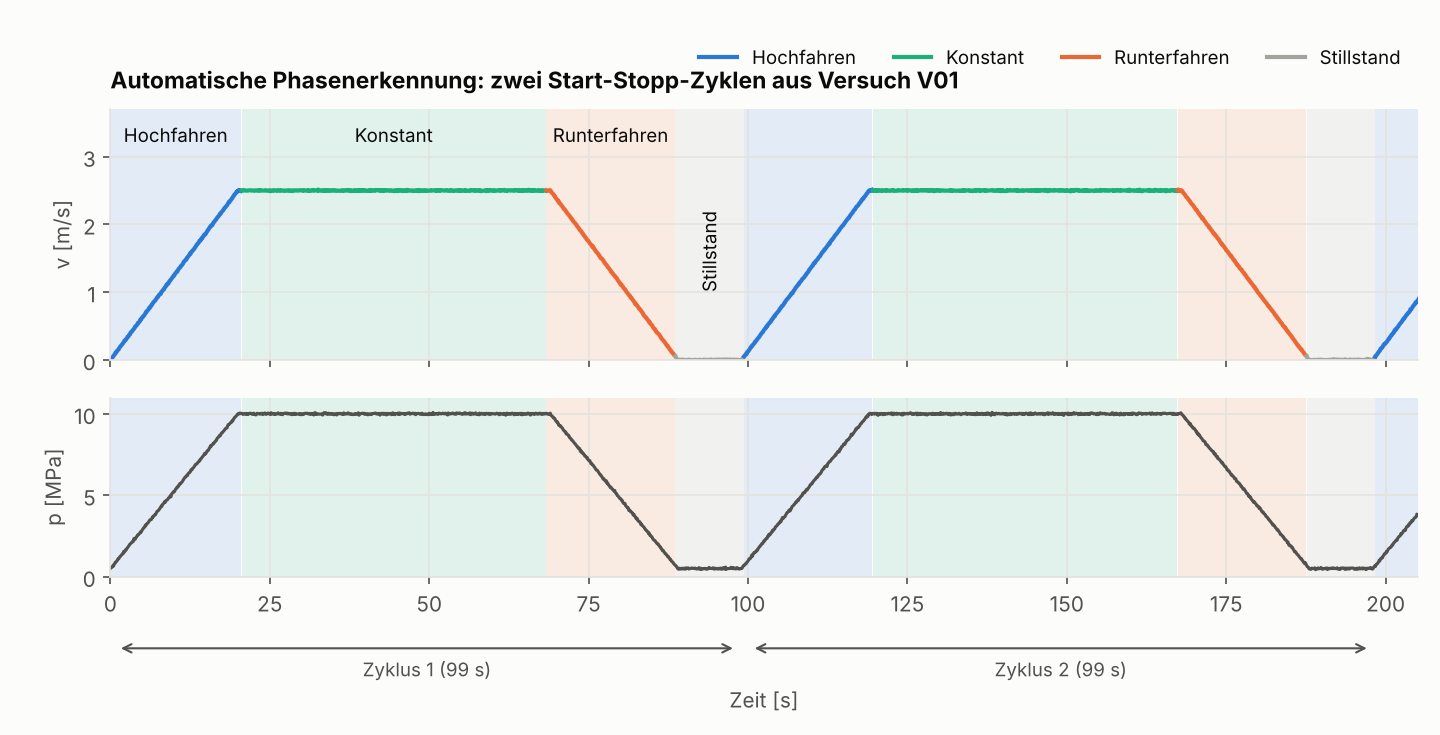 Hochfahren Konstant Runterfahren Stillstand
Automatische Phasenerkennung: zwei Start-Stopp-Zyklen aus Versuch V01
Hochfahren Konstant Runterfahren
Stillstand
v [m/s]
3
2
1
0
p [MPa]
10
5
0
0 25 50 75 100 125 150 175 200
Zyklus 1 (99 s) Zyklus 2 (99 s)
Zeit [s]